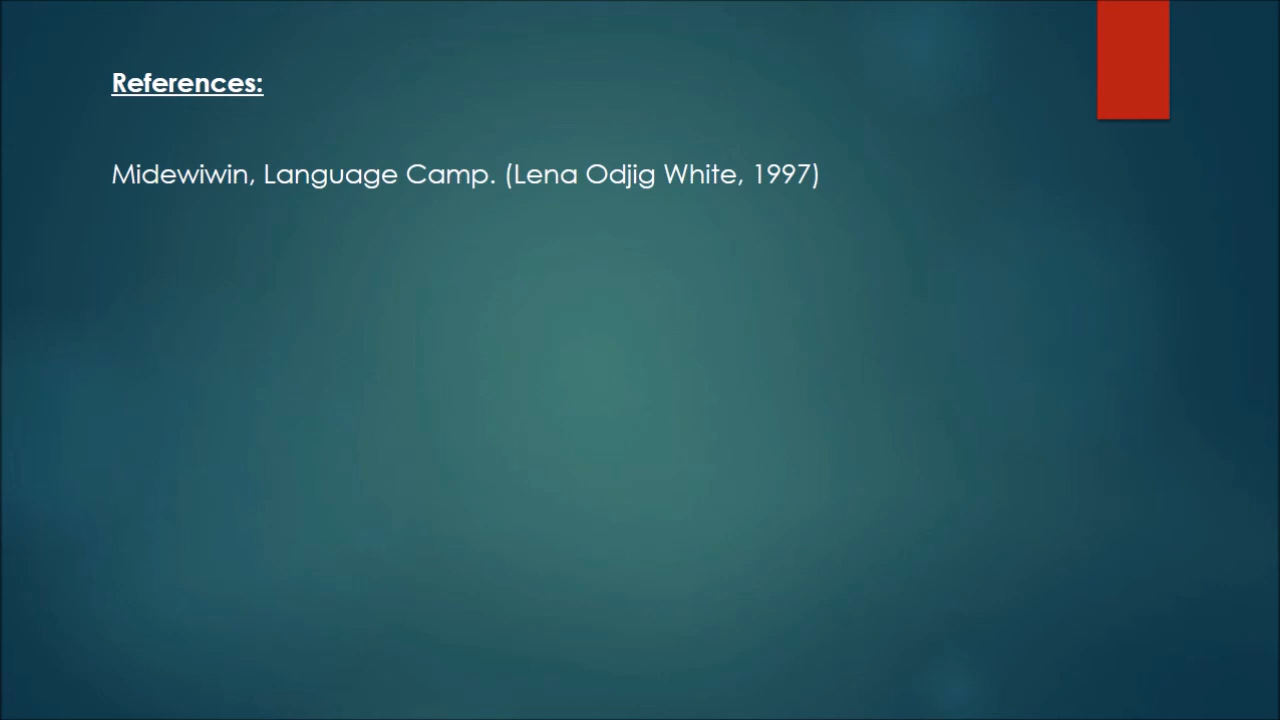 References:
Midewiwin, Language Camp. (Lena Odjig White, 1997)